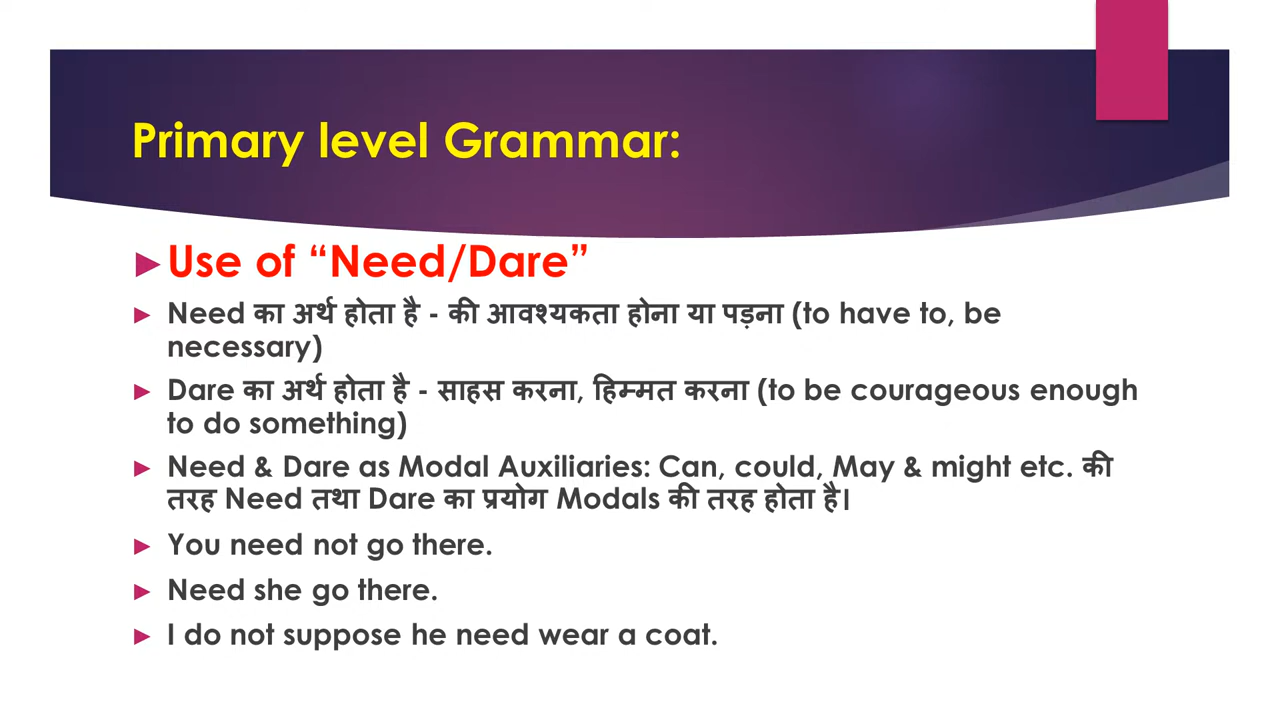 Primary level Grammar:
Use of “Need/Dare”
Need का अर्थ होता है - की आवश्यकता होना या पड़ना (to have to, be
necessary)
Dare का अर्थ होता है - साहस करना, हिम्मत करना (to be courageous enough
to do something)
Need & Dare as Modal Auxiliaries: Can, could, May & might etc. की
तरह Need तथा Dare का प्रयोग Modals की तरह होता है।
You need not go there.
Need she go there.
I do not suppose he need wear a coat.